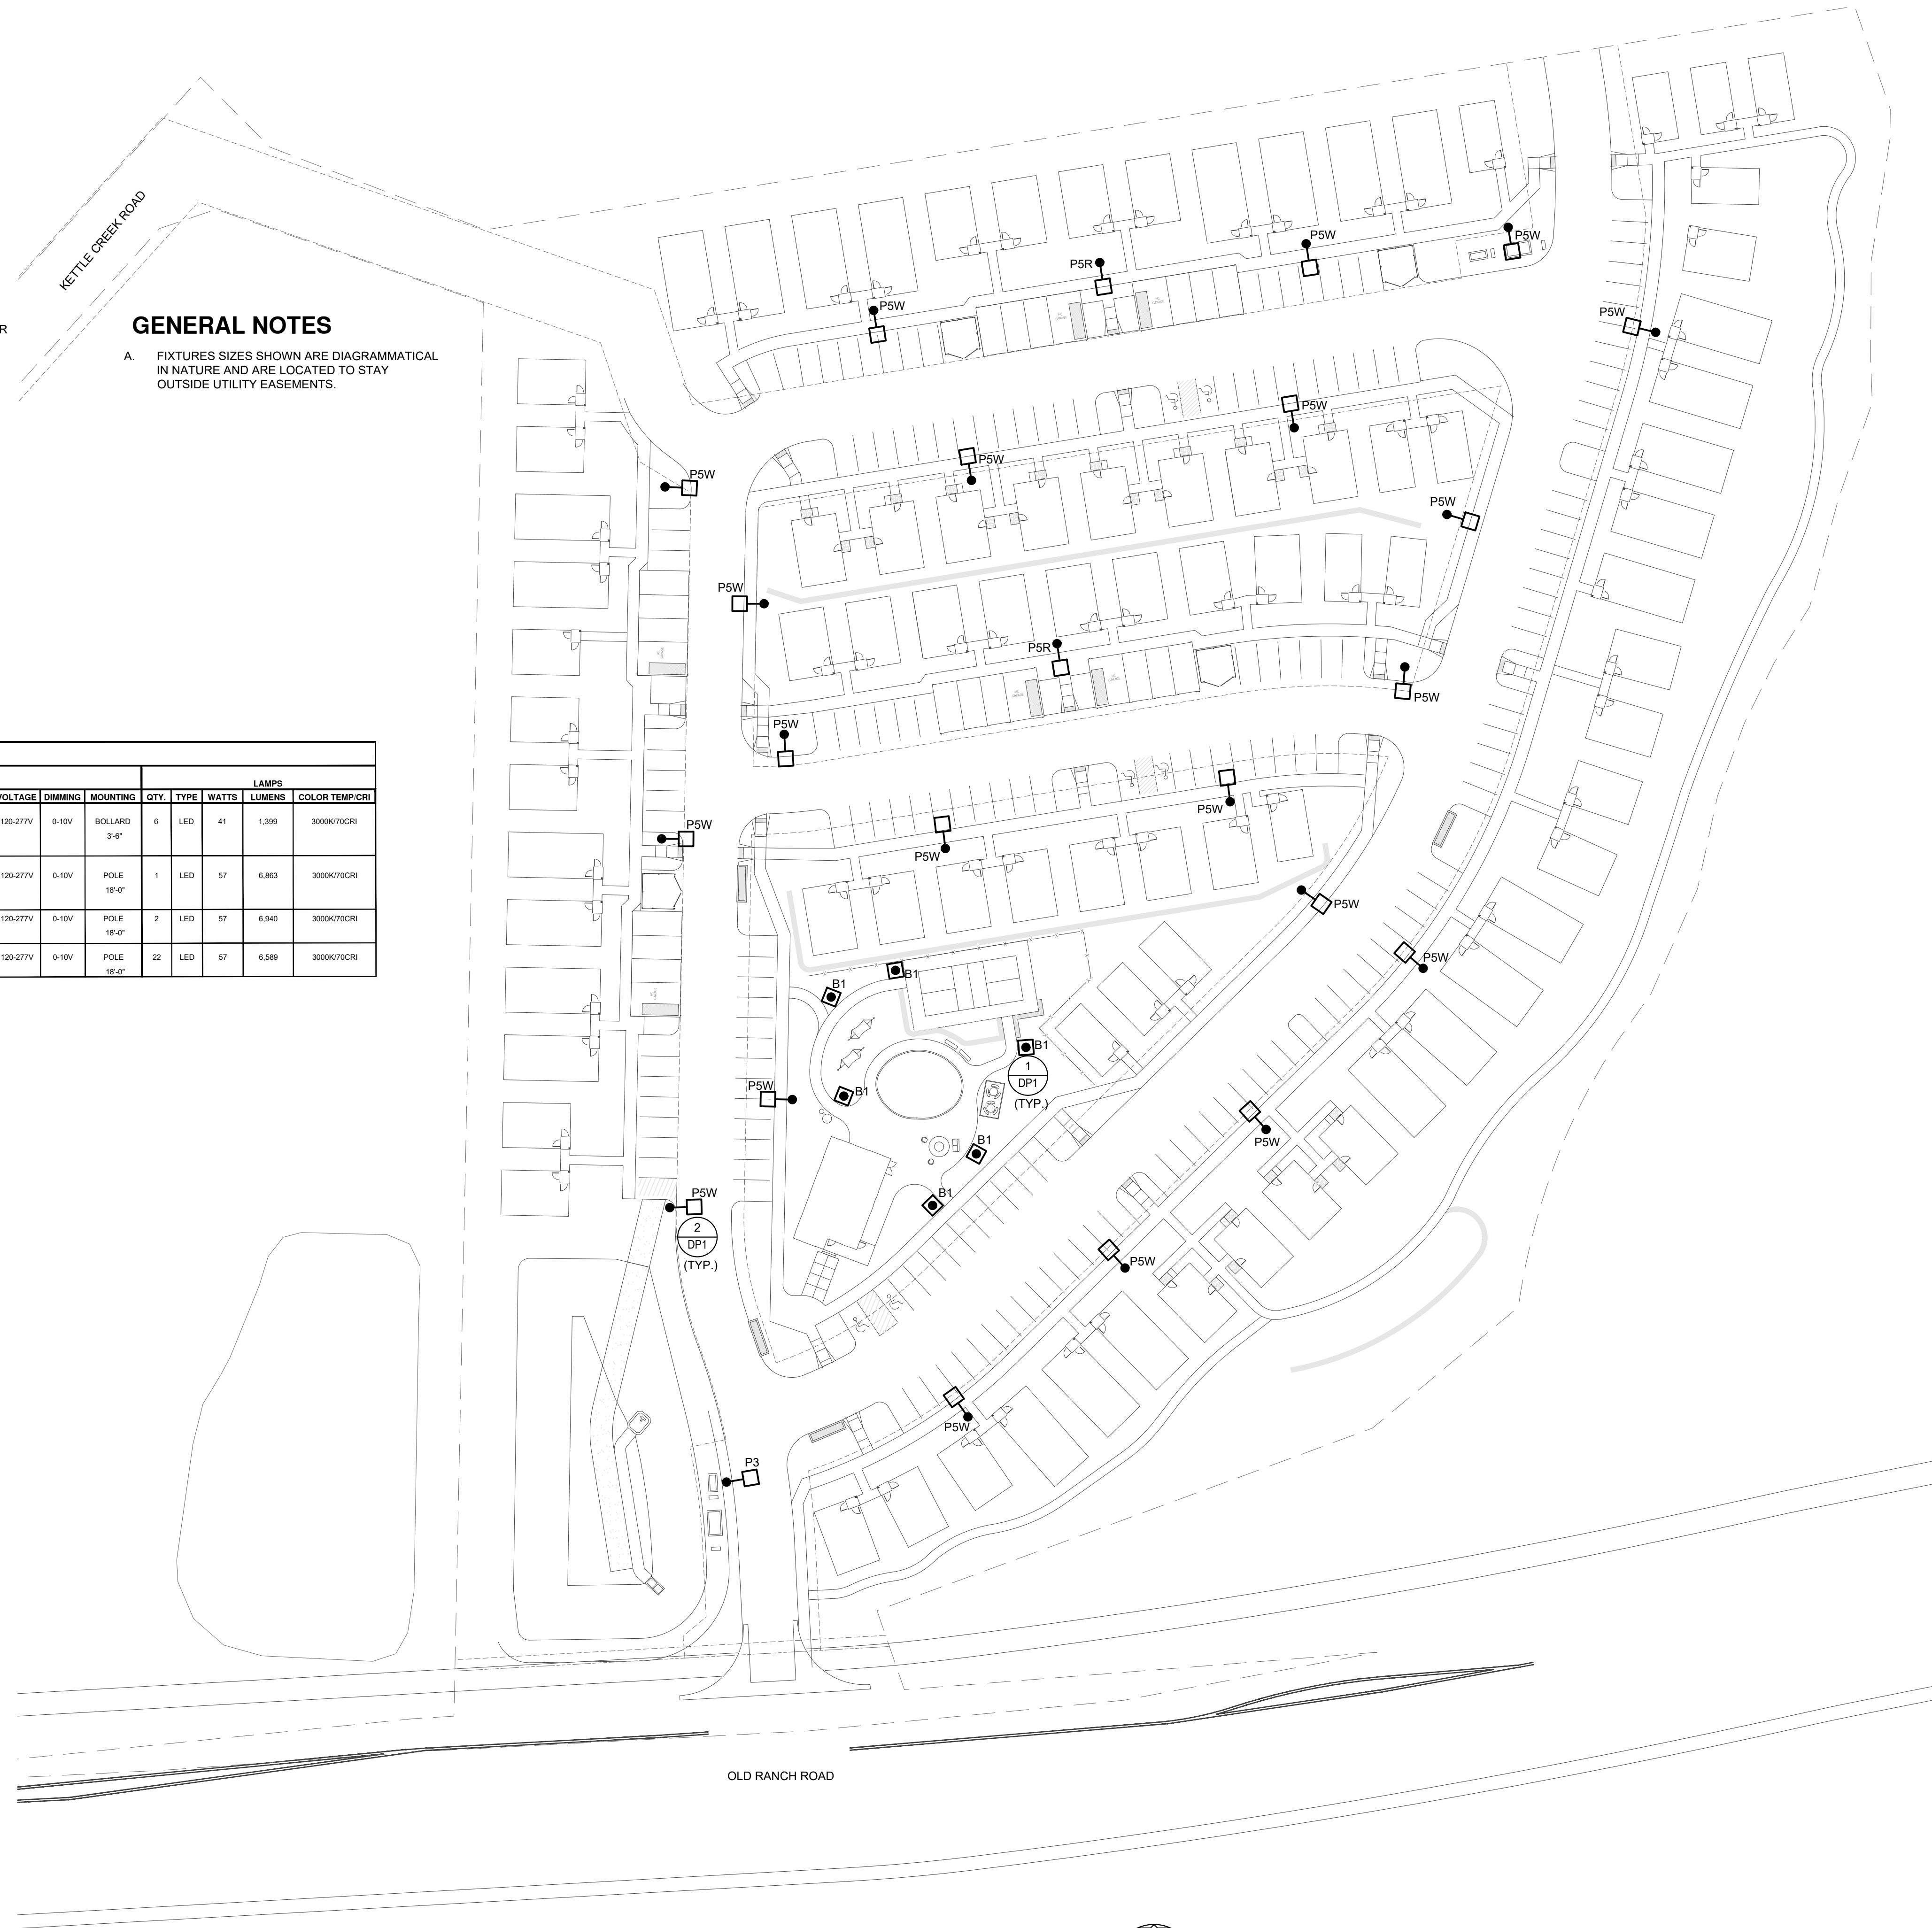 KETTLE CREEK ROAD
R
GENERAL NOTES
A. FIXTURES SIZES SHOWN ARE DIAGRAMMATICAL
IN NATURE AND ARE LOCATED TO STAY
OUTSIDE UTILITY EASEMENTS.
LAMPS
VOLTAGE DIMMING MOUNTING QTY. TYPE WATTS LUMENS COLOR TEMP/CRI
120-277V 0-10V BOLLARD 6 LED 41 1,399 3000K/70CRI
3'-6"
120-277V 0-10V POLE 1 LED 57 6,863 3000K/70CRI
18'-0"
120-277V 0-10V POLE 2 LED 57 6,940 3000K/70CRI
18'-0"
120-277V 0-10V POLE 22 LED 57 6,589 3000K/70CRI
18'-0"
P5W
P5W
P5R
P5W
P5W
P5W
P5W
P5W
P5W
P5W
P5W
P5R
P5W
P5W
P5W
P5W
P5W
P5W
P5W
B1
B1
B1
1
DP1
(TYP.)
B1
P5W
P5W
B1
B1
P5W
2
DP1
(TYP.)
P5W
P5W
P3
OLD RANCH ROAD